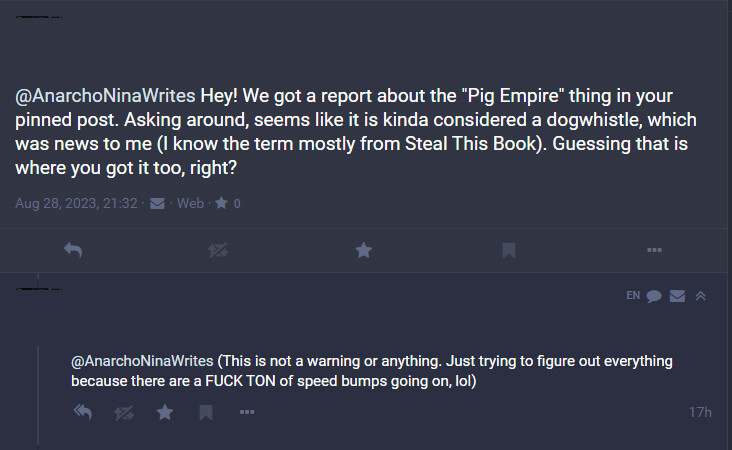 @AnarchoNinaWrites Hey! We got a report about the "Pig Empire" thing in your
pinned post. Asking around, seems like it is kinda considered a dogwhistle, which
was news to me (I know the term mostly from Steal This Book). Guessing that is
where you got it too, right?
Aug 28, 2023, 21:32 · · Web · 0
EN
@AnarchoNinaWrites (This is not a warning or anything. Just trying to figure out everything
because there are a FUCK TON of speed bumps going on, lol)
17h